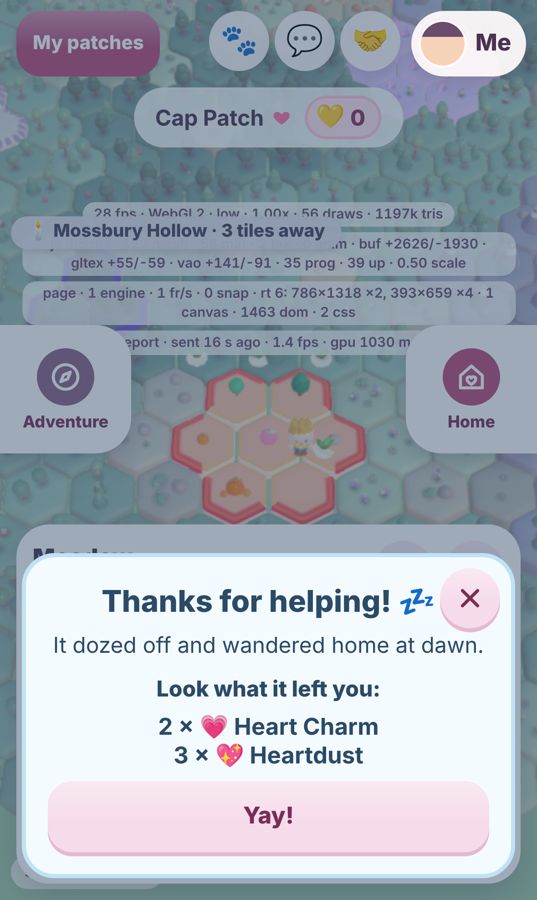 My patches
Me
Cap Patch
0
28 fps · WebGL2 · low · 1.00x · 56 draws · 1197k tris
Mossbury Hollow · 3 tiles away
m · buf +2626/-1930 ·
gltex +55/-59 · vao +141/-91 · 35 prog · 39 up · 0.50 scale
page · 1 engine · 1 fr/s · 0 snap · rt 6: 786×1318 ×2, 393×659 ×4 · 1
canvas · 1463 dom · 2 css
eport · sent 16 s ago · 1.4 fps · gpu 1030 m
Adventure
Home
Thanks for helping! 💤
It dozed off and wandered home at dawn.
Look what it left you:
2 × 💗 Heart Charm
3 × 💖 Heartdust
Yay!